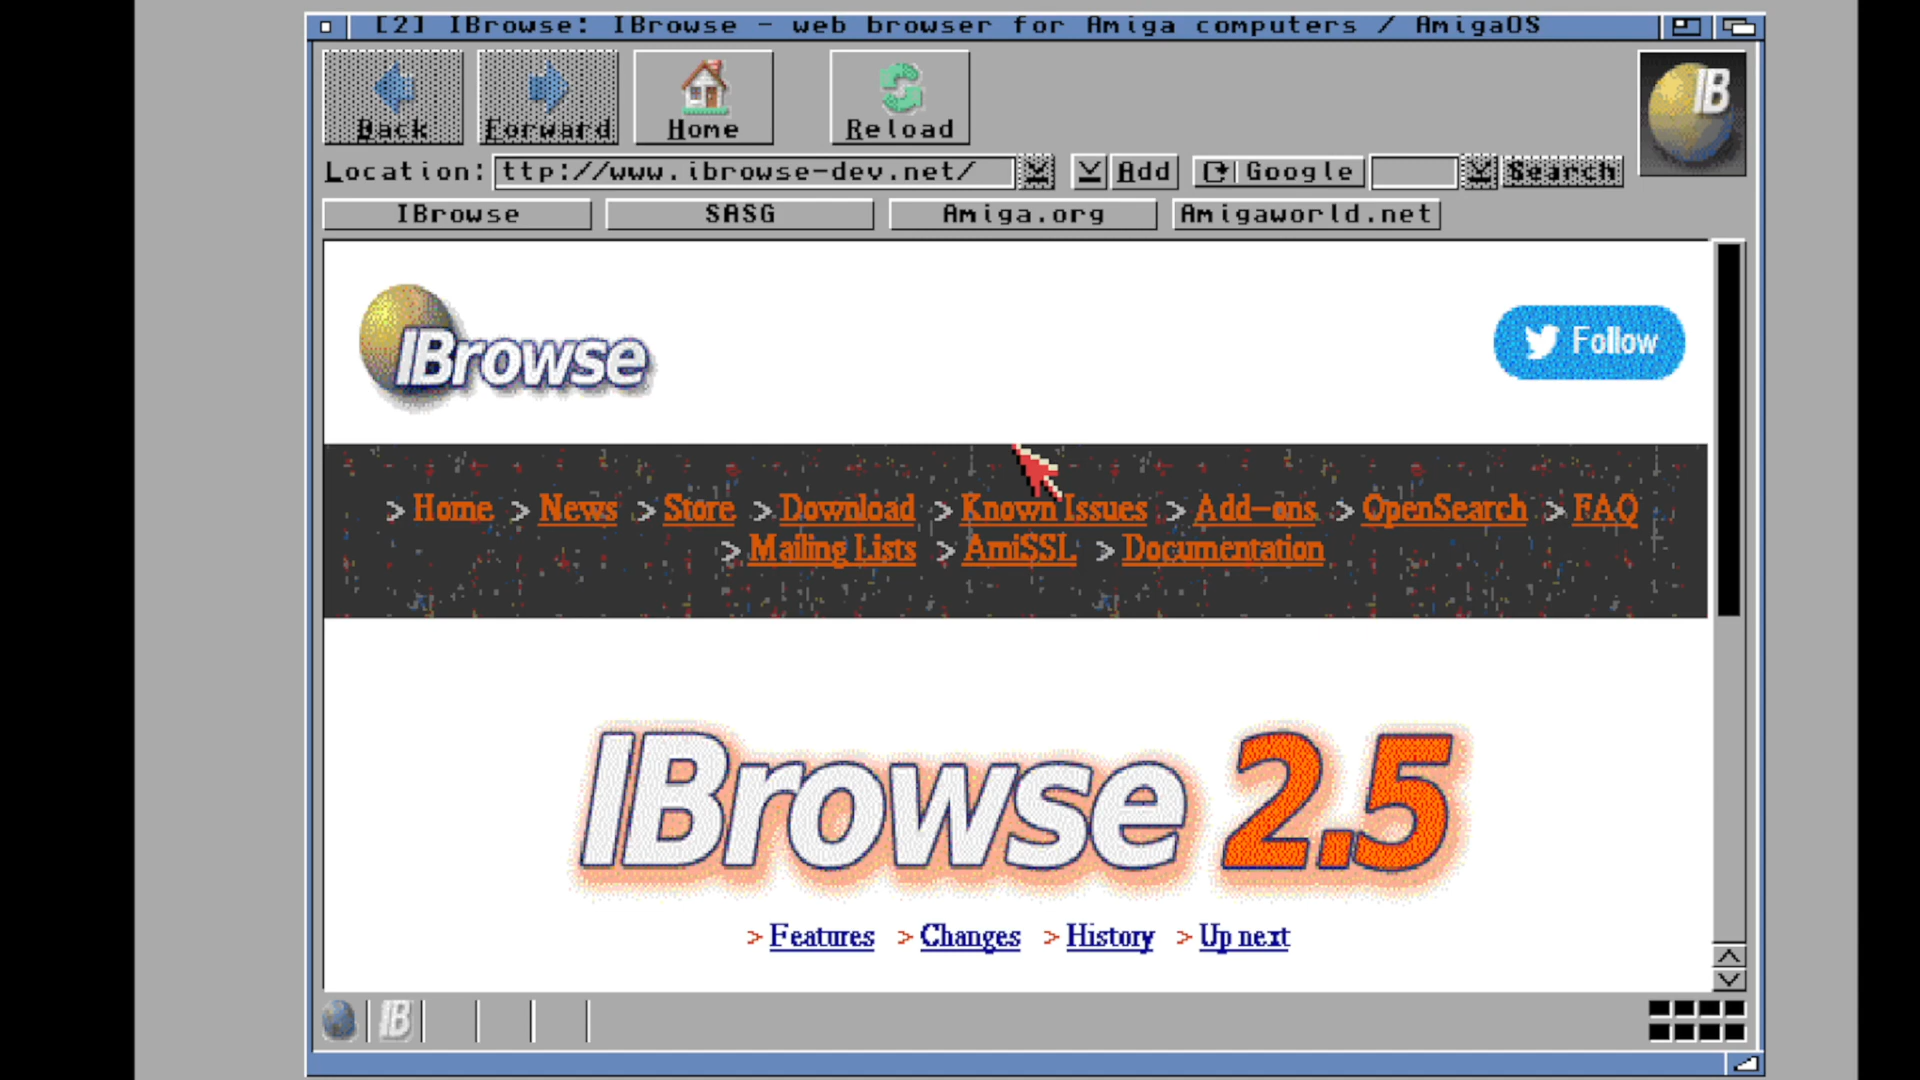 [2] IBrowse: IBrowse - web browser for Amiga computers / AmigaOS
Back Forward Home Reload
IB
Location: ttp://www.ibrowse-dev.net/ Add Google Search
IBrowse SASG Amiga.org Amigaworld.net
IBrowse
Follow
> Home > News > Store > Download > Known Issues > Add-ons > OpenSearch > FAQ
> Mailing Lists > AmiSSL > Documentation
IBrowse 2.5
> Features > Changes > History > Up next
IB